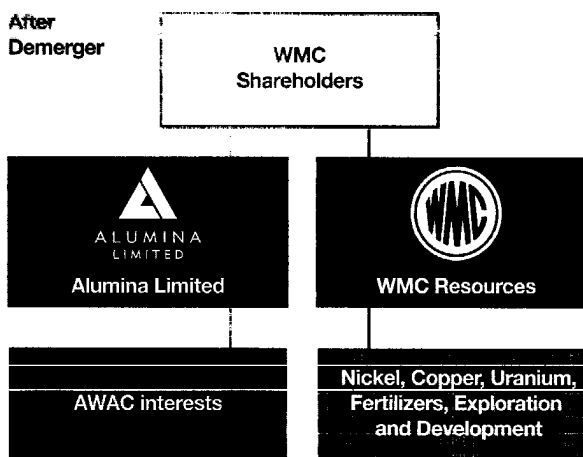 After
Demerger
WMC
Shareholders
ALUMINA
LIMITED
Alumina Limited
WMC
WMC Resources
AWAC interests
Nickel, Copper, Uranium,
Fertilizers, Exploration
and Development